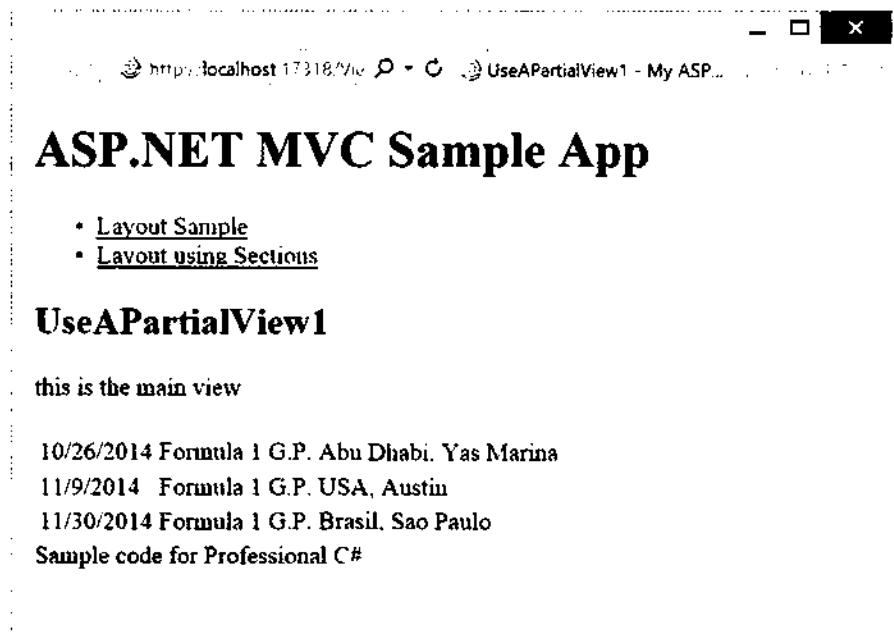 localhost UseAPartialView1 - My ASP...
ASP.NET MVC Sample App
• Layout Sample
• Layout using Sections
UseAPartialView1
this is the main view
10/26/2014 Formula 1 G.P. Abu Dhabi, Yas Marina
11/9/2014 Formula 1 G.P. USA, Austin
11/30/2014 Formula 1 G.P. Brasil, Sao Paulo
Sample code for Professional C#